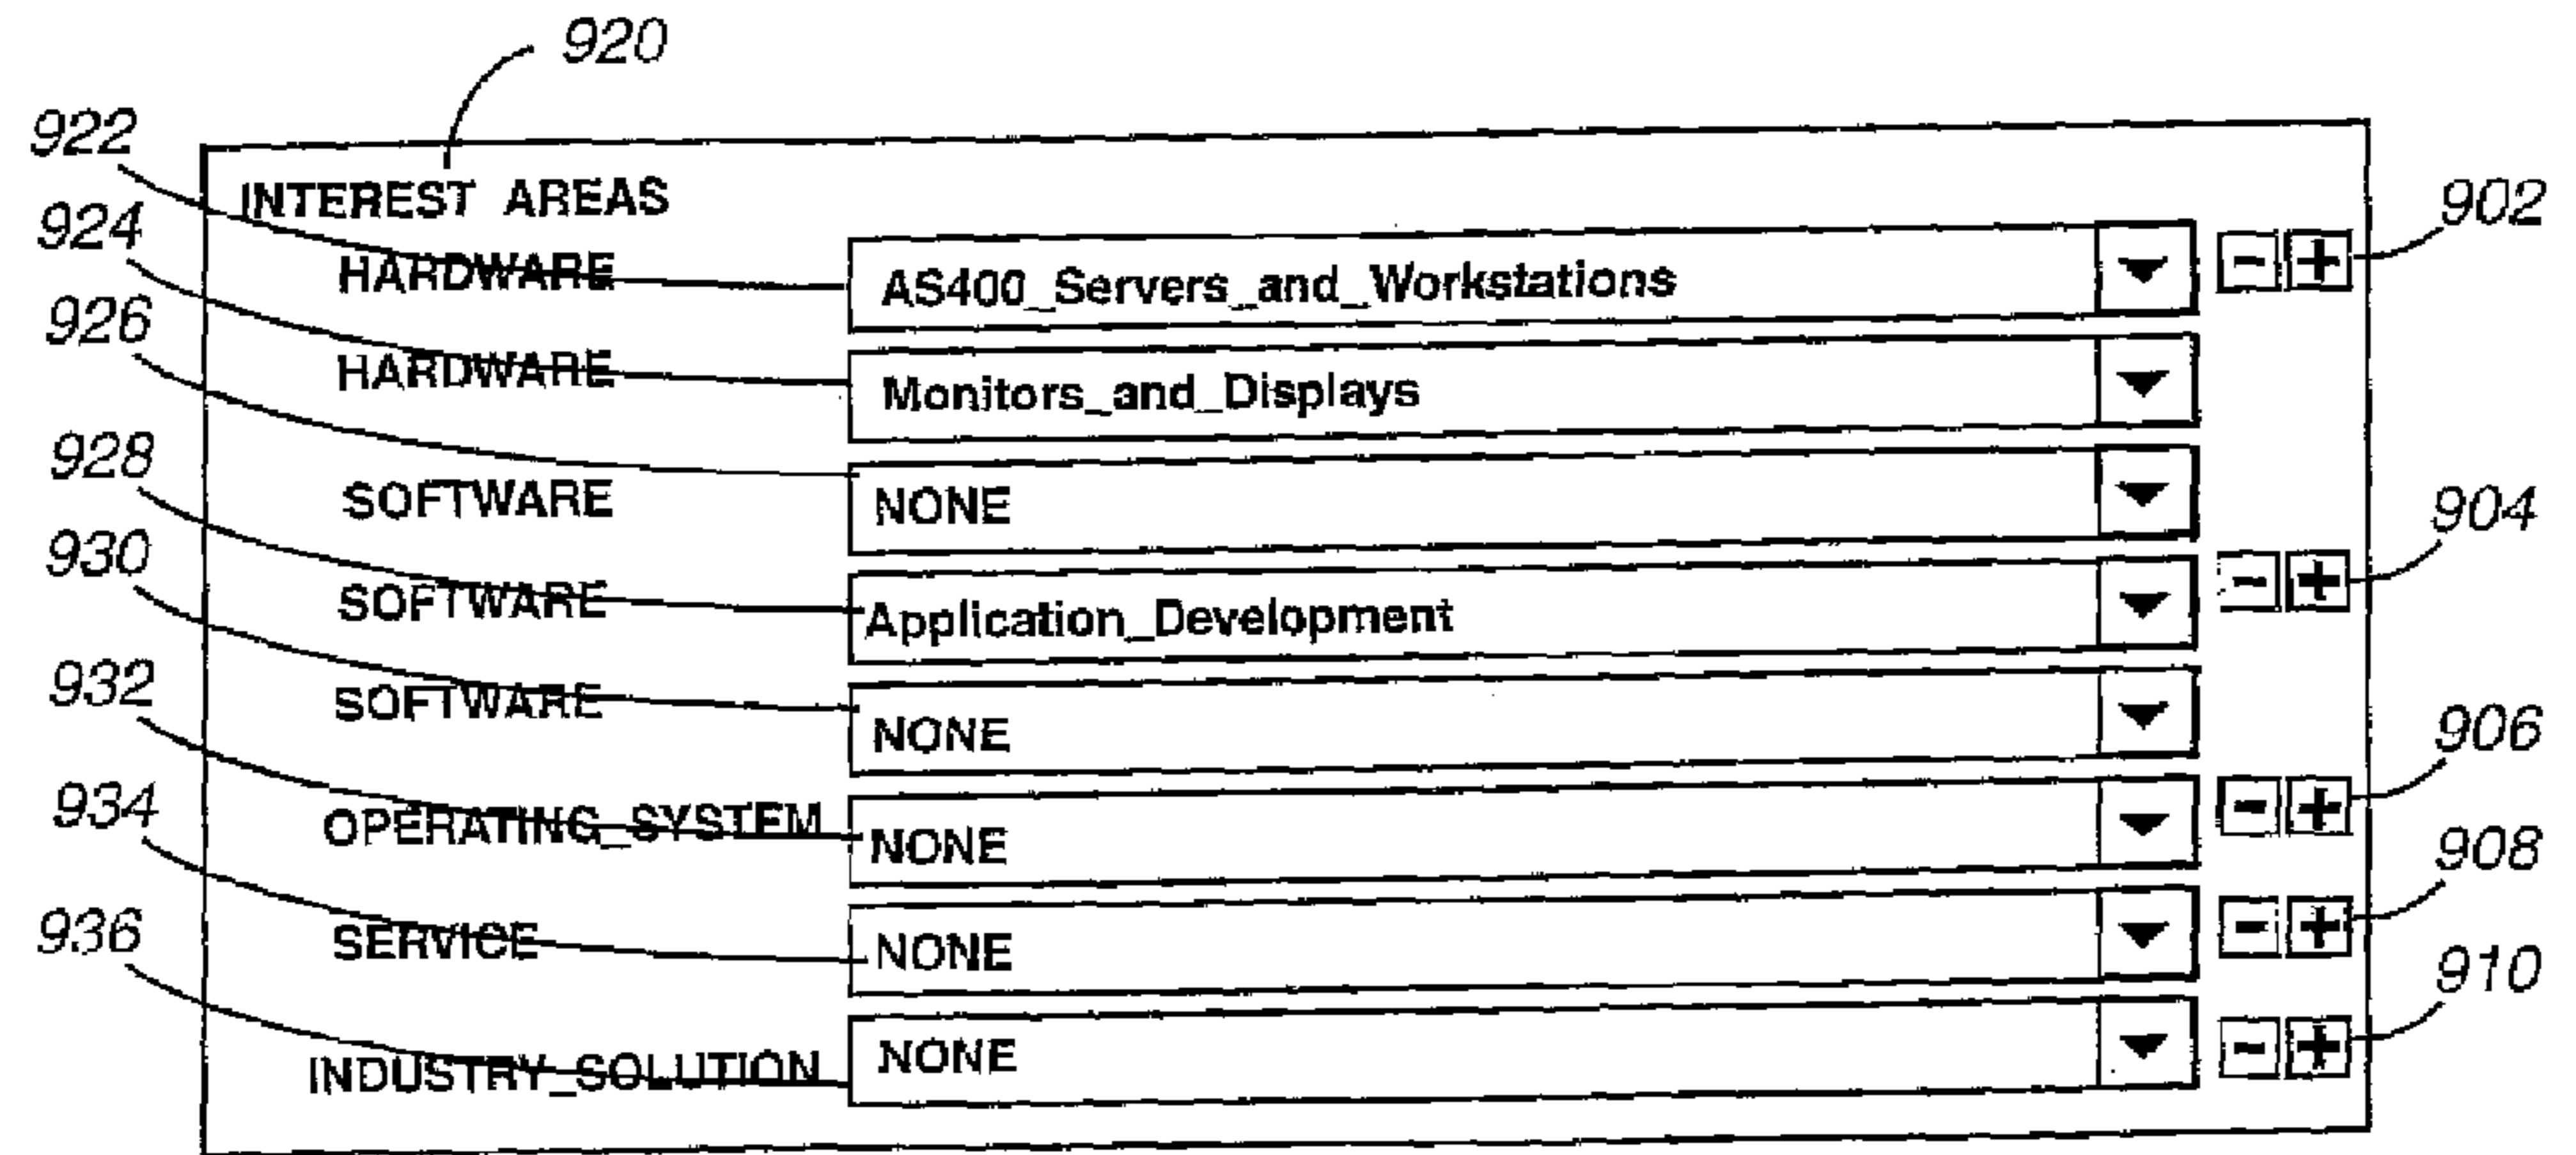 920
922
INTEREST AREAS
902
924
HARDWARE AS400_Servers_and_Workstations - +
926
HARDWARE Monitors_and_Displays
928
SOFTWARE NONE
904
930
SOFTWARE Application_Development - +
932
SOFTWARE NONE
906
934
OPERATING_SYSTEM NONE - +
908
936
SERVICE NONE - +
910
INDUSTRY_SOLUTION NONE - +